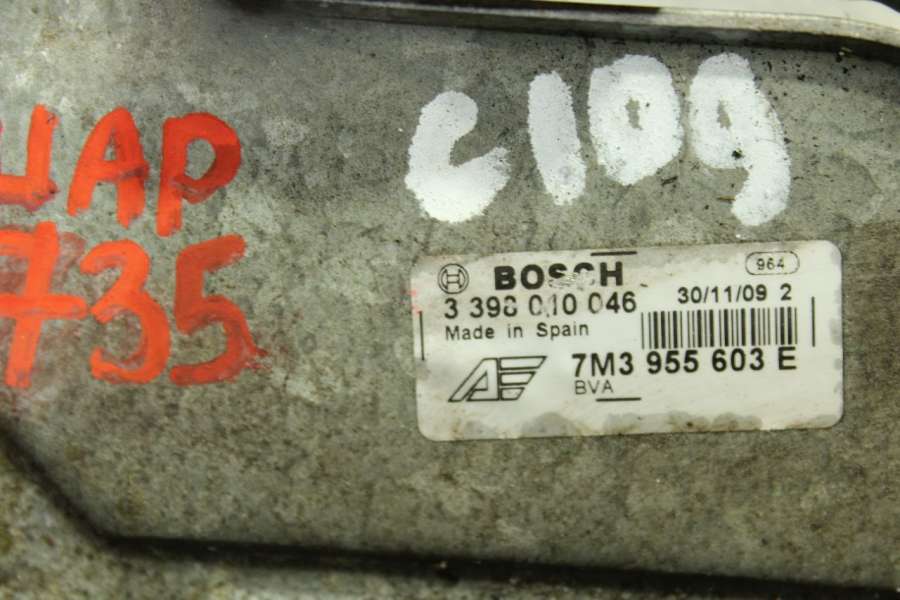 ШАР
735
C109
BOSCH
964
3 398 010 046
30/11/09 2
Made in Spain
7M3 955 603 E
BVA